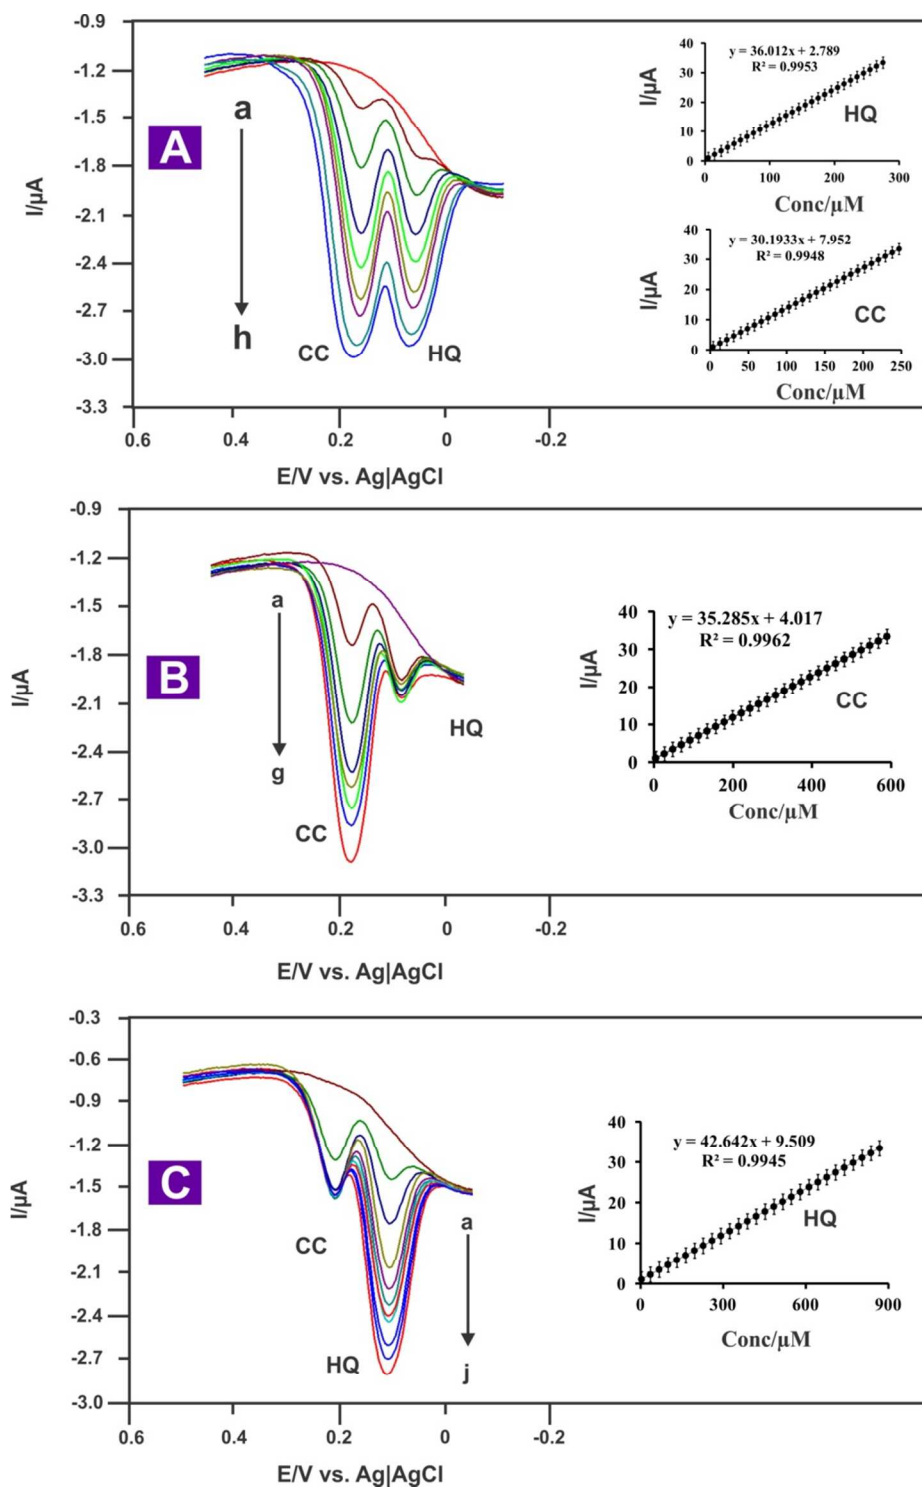 -0.9
-1.2
-1.5
-1.8
-2.1
-2.4
-2.7
-3.0
-3.3
I/µA
A
a
h
CC
HQ
0.6
0.4
0.2
0
-0.2
E/V vs. Ag|AgCl
40
30
20
10
0
I/µA
y = 36.012x + 2.789
R² = 0.9953
HQ
0
100
200
300
Conc/µM
40
30
20
10
0
I/µA
y = 30.1933x + 7.952
R² = 0.9948
CC
0
50
100
150
200
250
Conc/µM
-0.9
-1.2
-1.5
-1.8
-2.1
-2.4
-2.7
-3.0
-3.3
I/µA
B
a
g
CC
HQ
0.6
0.4
0.2
0
-0.2
E/V vs. Ag|AgCl
40
30
20
10
0
I/µA
y = 35.285x + 4.017
R² = 0.9962
CC
0
200
400
600
Conc/µM
-0.3
-0.6
-0.9
-1.2
-1.5
-1.8
-2.1
-2.4
-2.7
-3.0
I/µA
C
CC
HQ
a
j
0.6
0.4
0.2
0
-0.2
E/V vs. Ag|AgCl
40
30
20
10
0
I/µA
y = 42.642x + 9.509
R² = 0.9945
HQ
0
300
600
900
Conc/µM